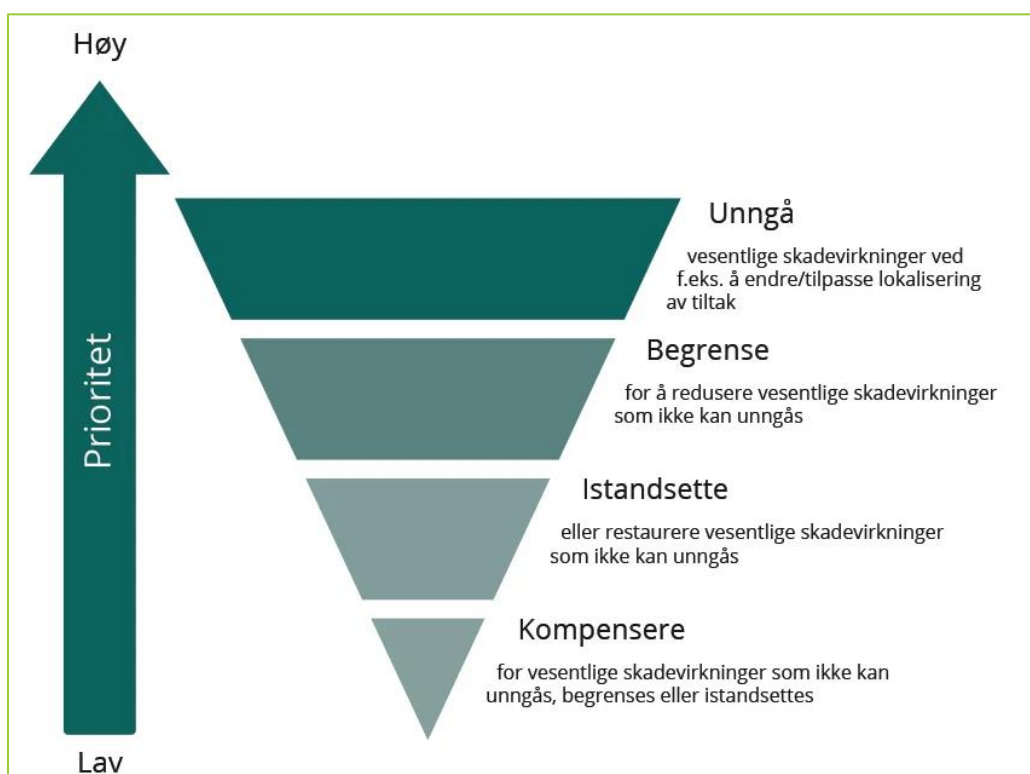 Høy
Prioritet
Unngå
vesentlige skadevirkninger ved
f.eks. å endre/tilpasse lokalisering
av tiltak
Begrense
for å redusere vesentlige skadevirkninger
som ikke kan unngås
Istandsette
eller restaurere vesentlige skadevirkninger
som ikke kan unngås
Kompensere
for vesentlige skadevirkninger som ikke kan
unngås, begrenses eller istandsettes
Lav